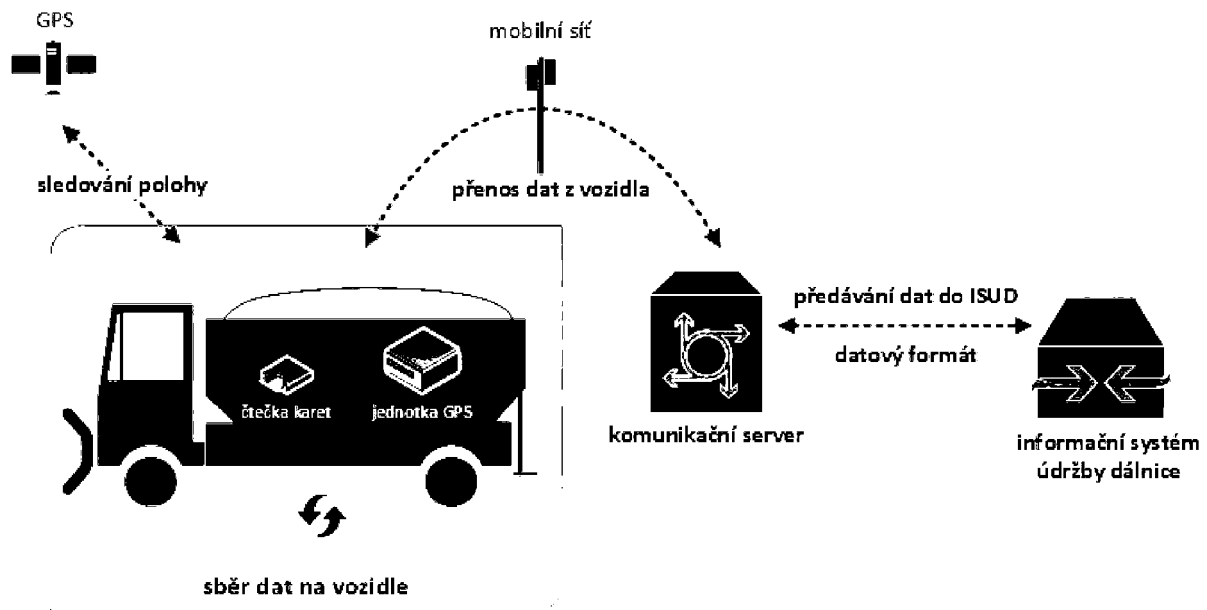 GPS
mobilní síť
sledování polohy
přenos dat z vozidla
čtečka karet
jednotka GPS
předávání dat do ISUD
datový formát
komunikační server
informační systém
údržby dálnice
sběr dat na vozidle